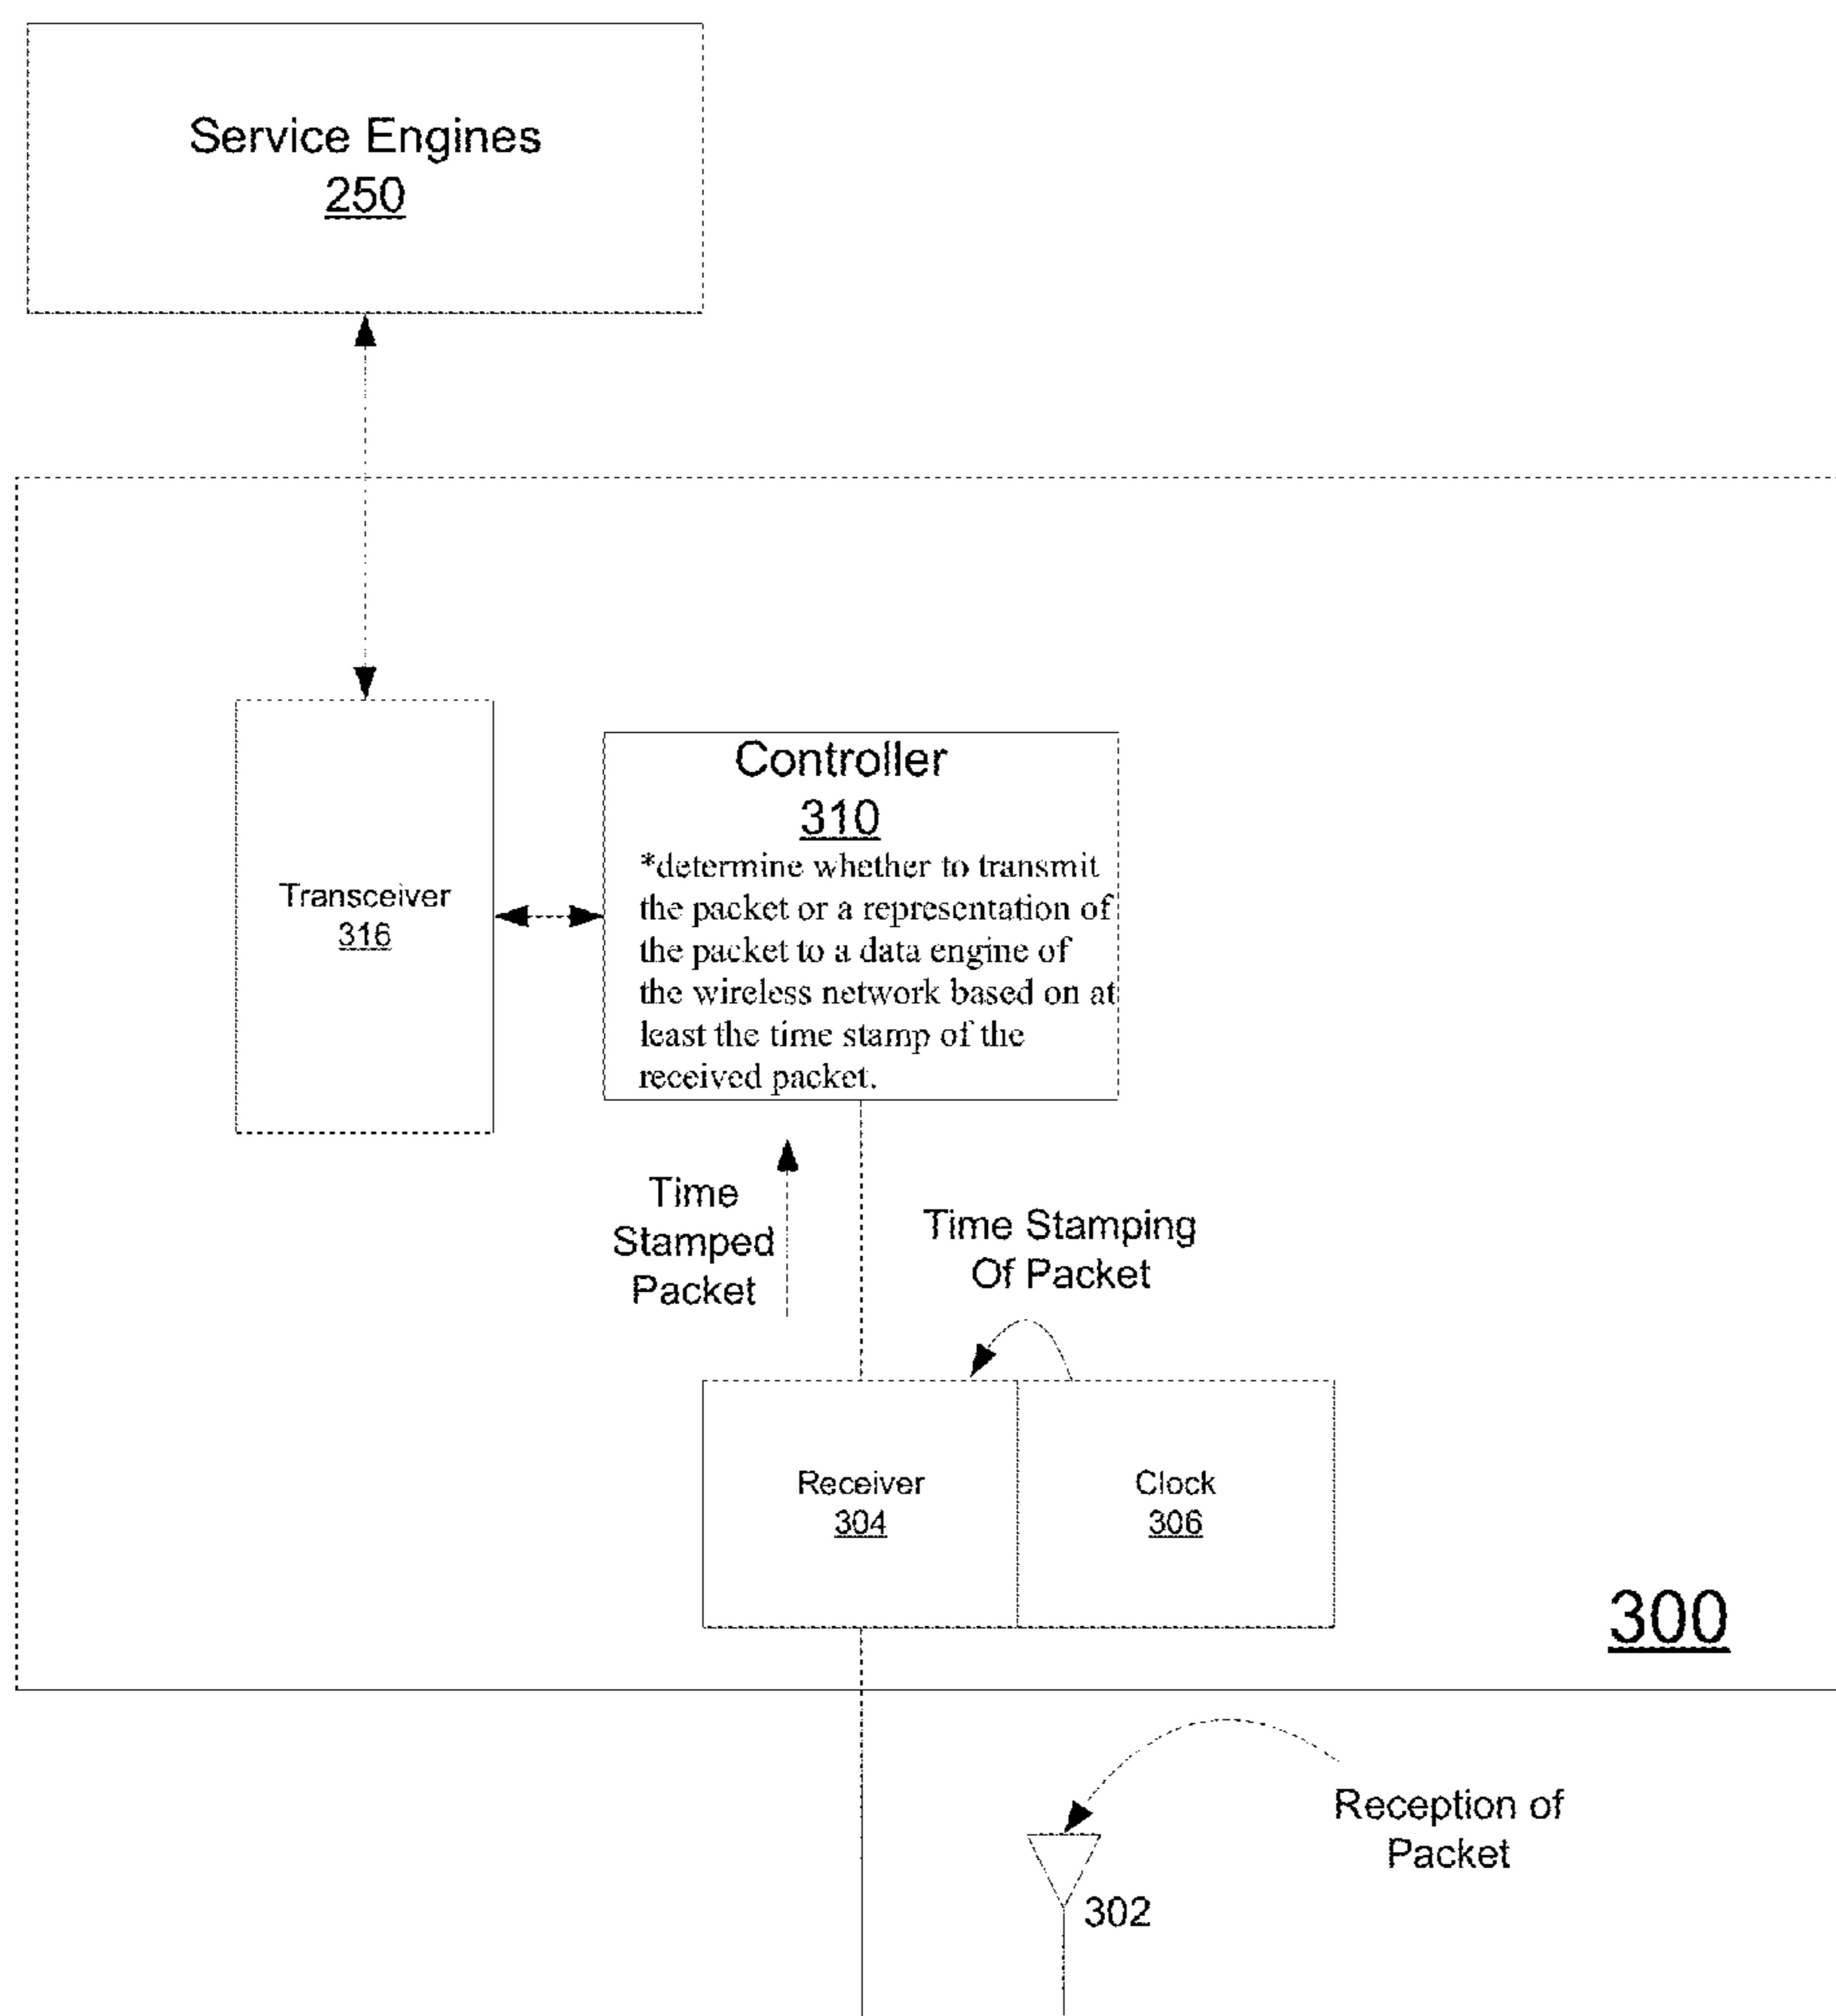 Service Engines
250
Controller
310
*determine whether to transmit
the packet or a representation of
the packet to a data engine of
the wireless network based on at
least the time stamp of the
received packet.
Transceiver
316
Time
Stamped
Packet
Time Stamping
Of Packet
Receiver
304
Clock
306
300
Reception of
Packet
302